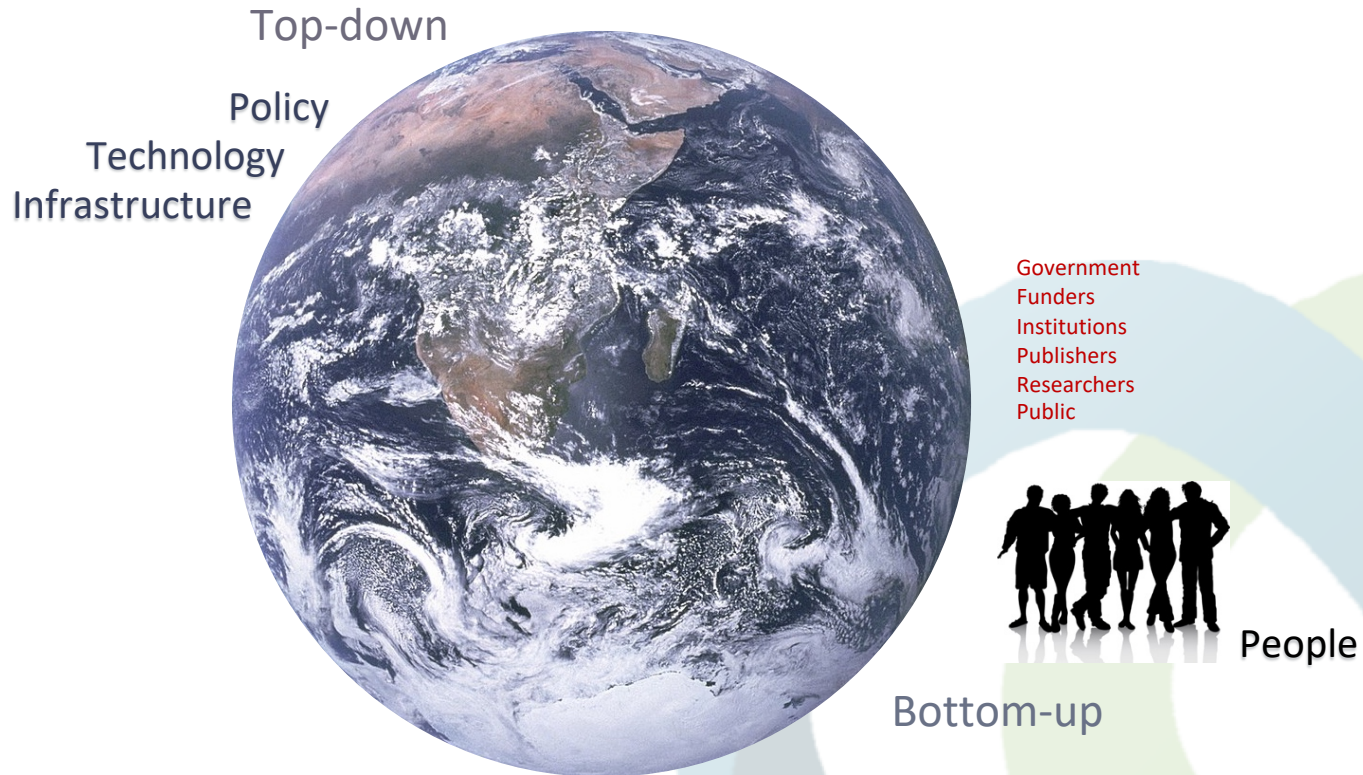 Top-down
Policy
Technology
Infrastructure
Government
Funders
Institutions
Publishers
Researchers
Public
People
Bottom-up